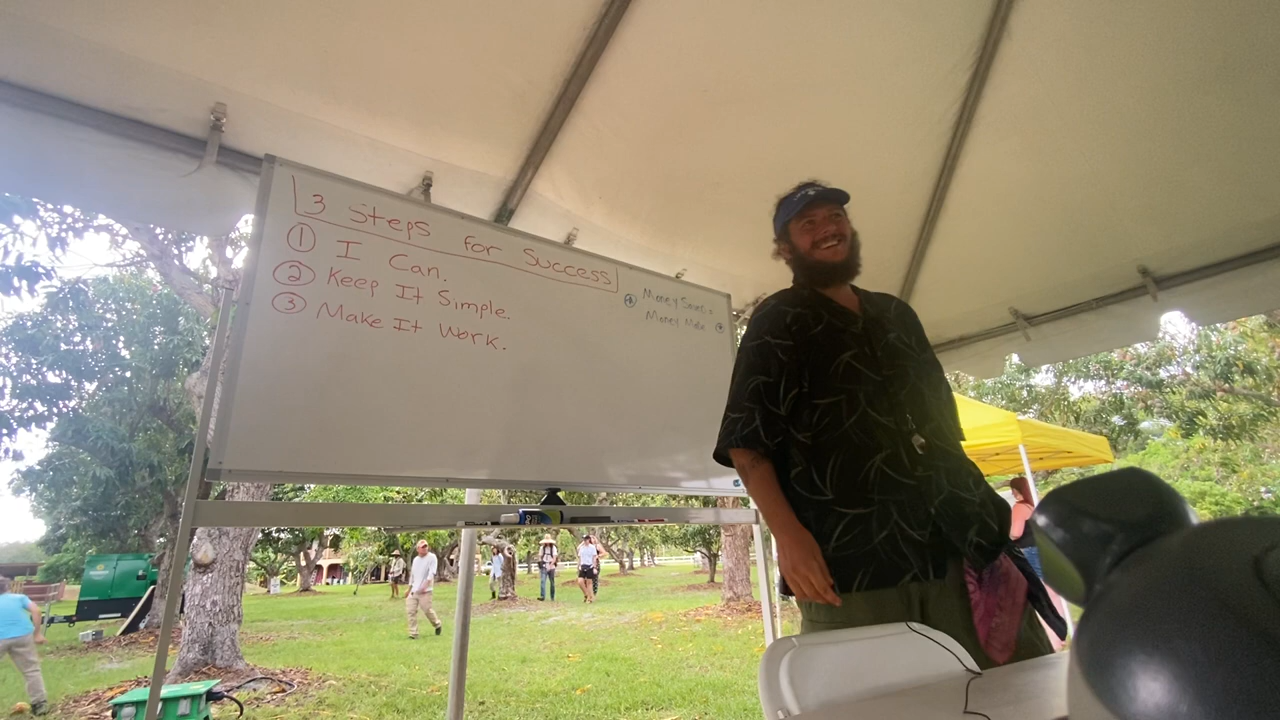 3 Steps for Success
1 I Can.
2 Keep It Simple.
3 Make It Work.
Money Saved =
Money Made